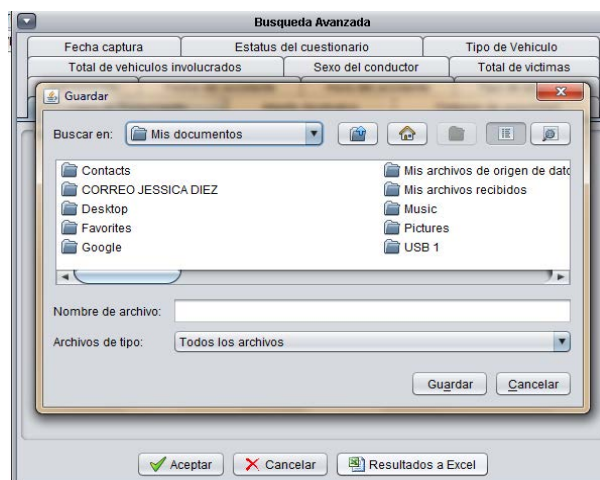 Busqueda Avanzada
Fecha captura Estatus del cuestionario Tipo de Vehiculo
Total de vehiculos involucrados Sexo del conductor Total de victimas
Guardar
Buscar en: Mis documentos
Contacts Mis archivos de origen de dato
CORREO JESSICA DIEZ Mis archivos recibidos
Desktop Music
Favorites Pictures
Google USB 1
Nombre de archivo:
Archivos de tipo: Todos los archivos
Guardar Cancelar
Aceptar Cancelar Resultados a Excel